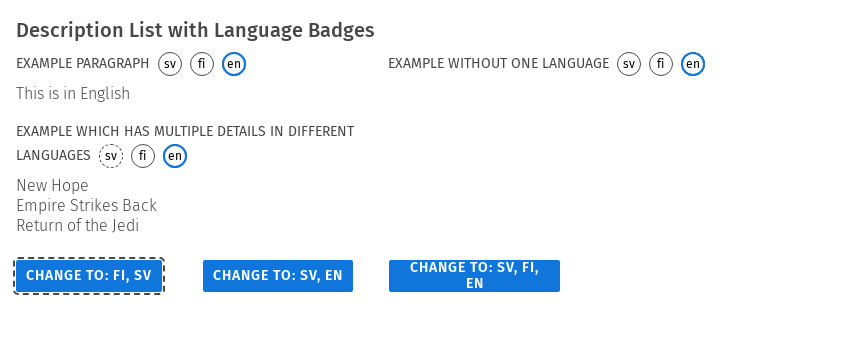 Description List with Language Badges
EXAMPLE PARAGRAPH sv fi en
EXAMPLE WITHOUT ONE LANGUAGE sv fi en
This is in English
EXAMPLE WHICH HAS MULTIPLE DETAILS IN DIFFERENT
LANGUAGES sv fi en
New Hope
Empire Strikes Back
Return of the Jedi
CHANGE TO: FI, SV
CHANGE TO: SV, EN
CHANGE TO: SV, FI,
EN